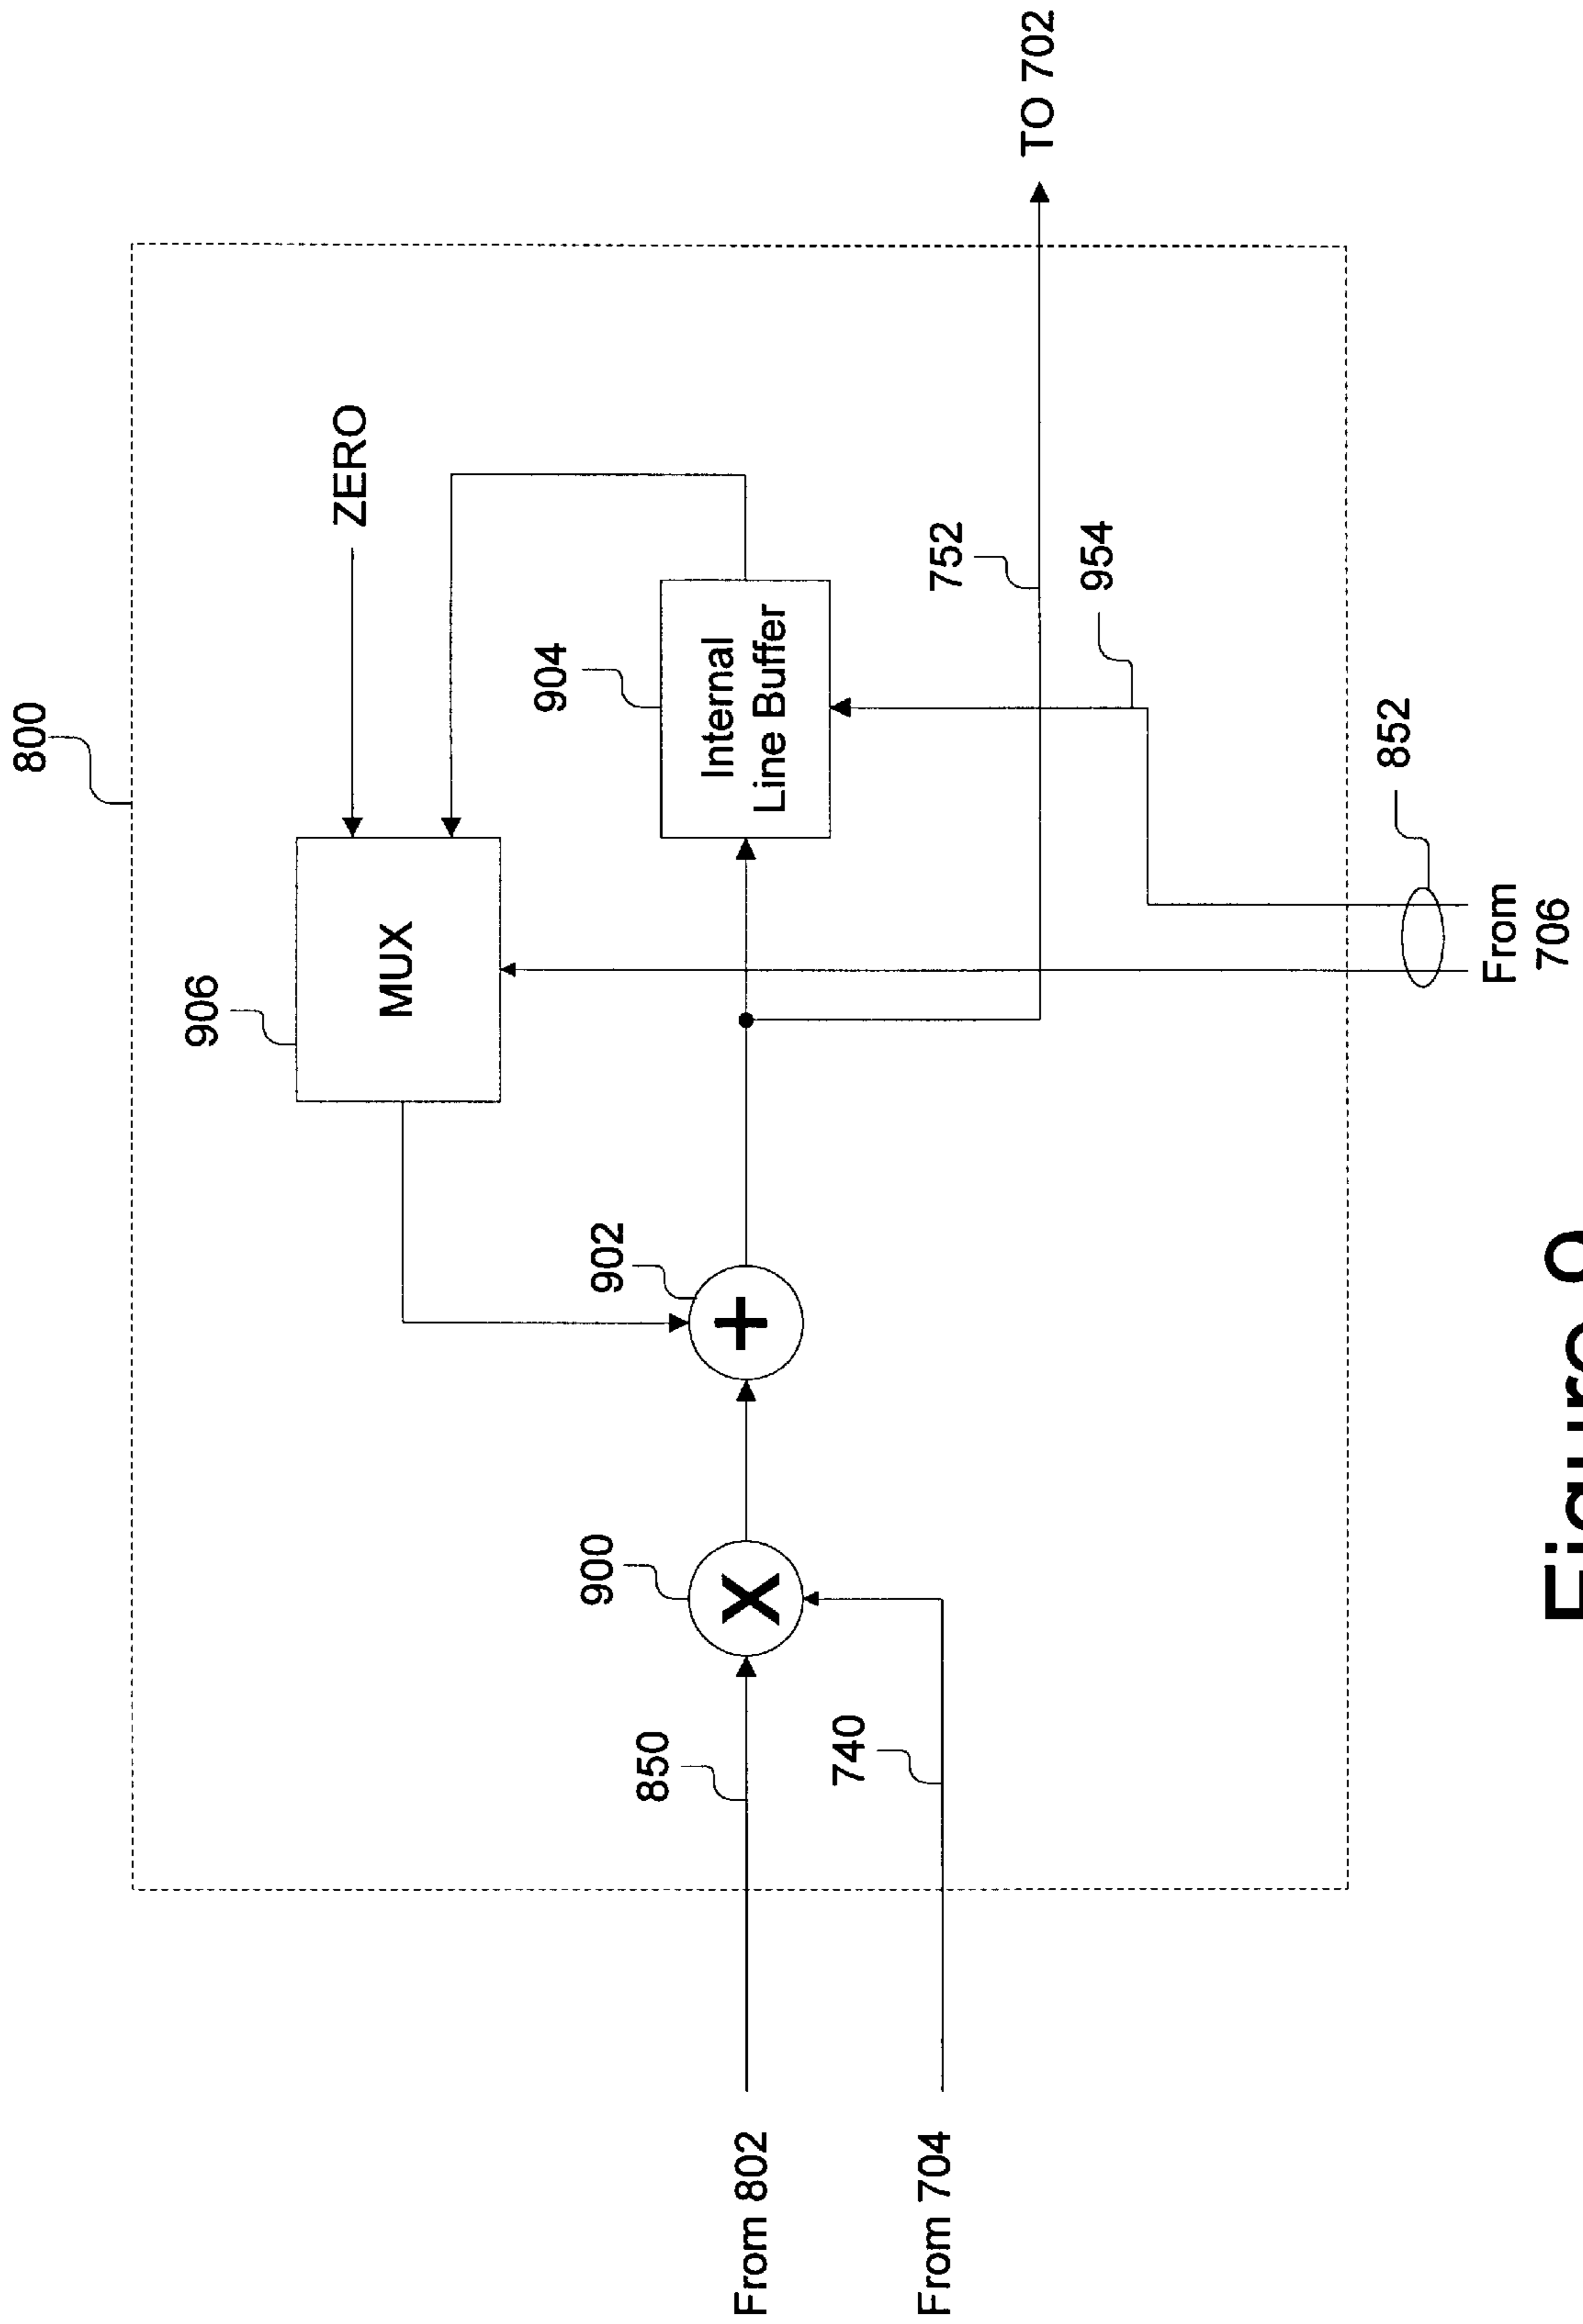 800
906
MUX
ZERO
904
Internal
Line Buffer
902
900
850
740
752
954
TO 702
852
From
706
From 802
From 704